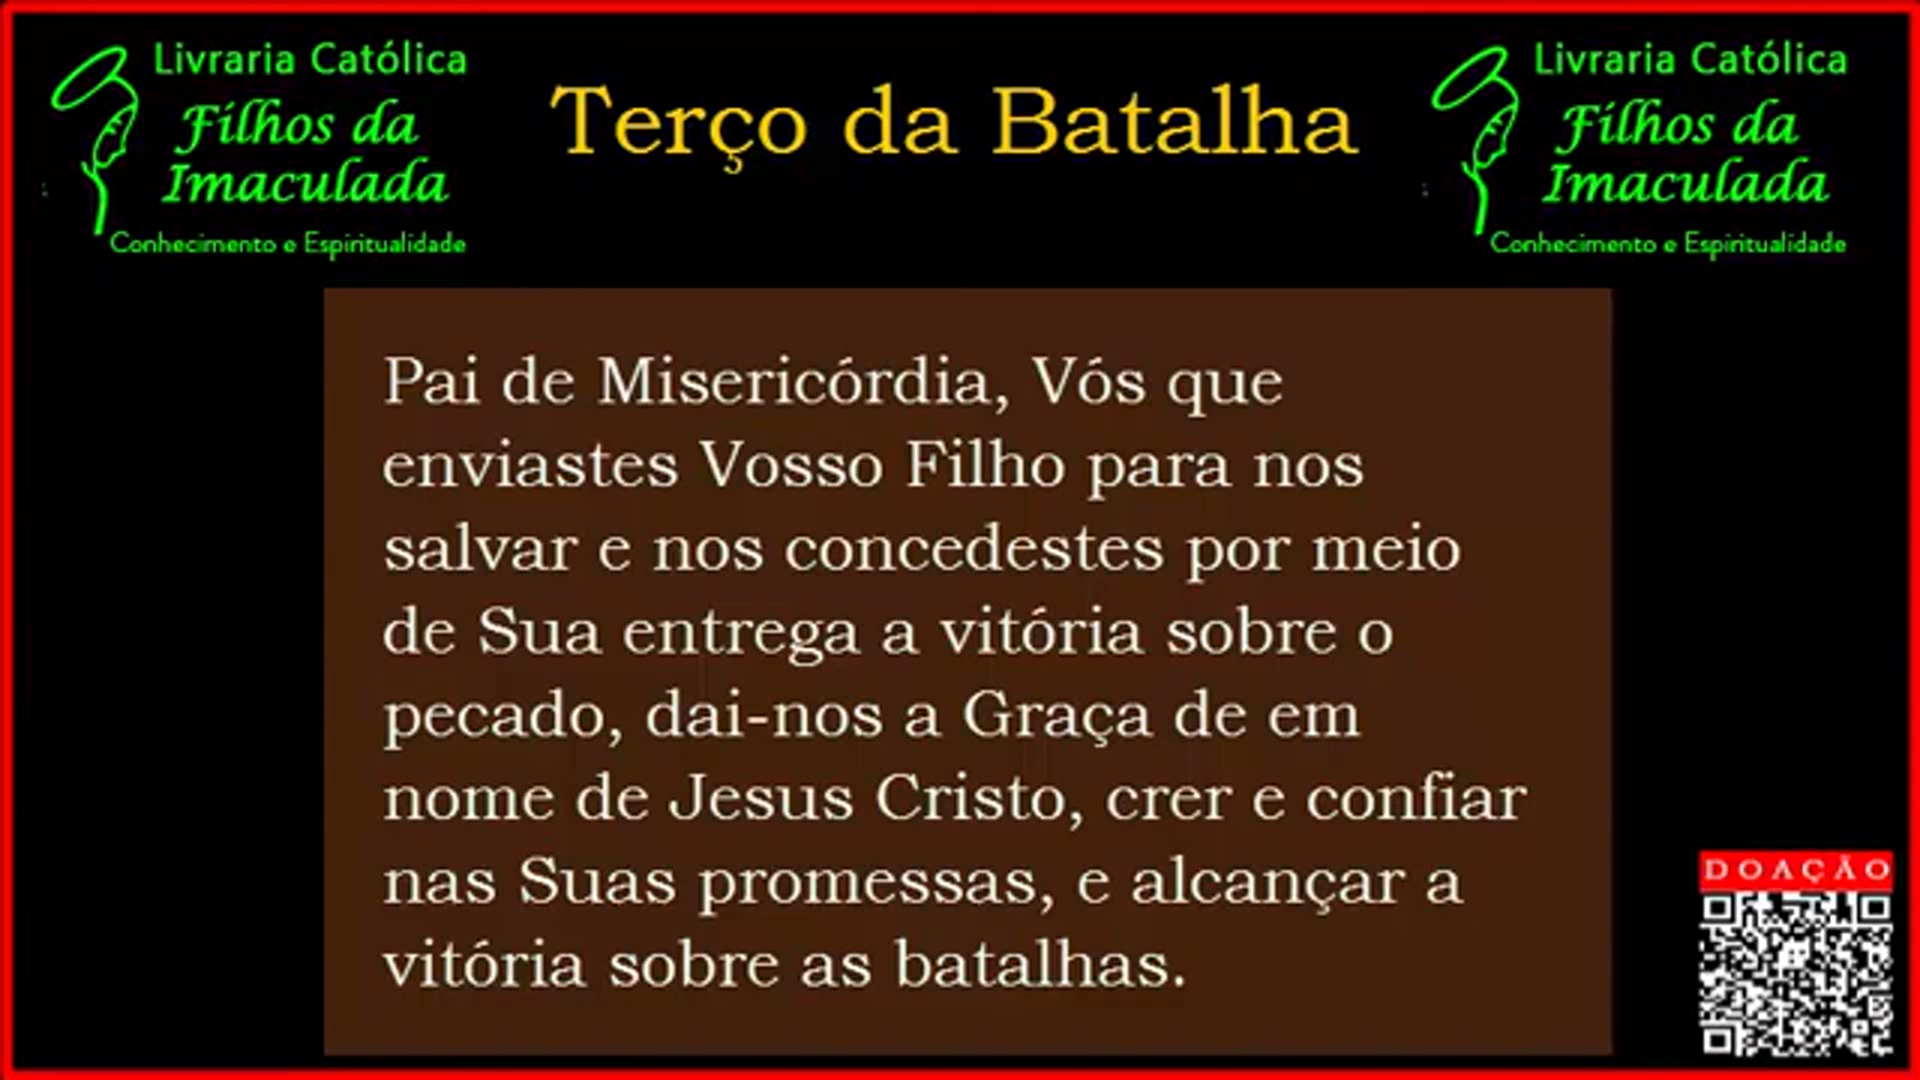 Livraria Católica
Filhos da
Imaculada
Conhecimento e Espiritualidade
Terço da Batalha
Livraria Católica
Filhos da
Imaculada
Conhecimento e Espiritualidade
Pai de Misericórdia, Vós que
enviastes Vosso Filho para nos
salvar e nos concedestes por meio
de Sua entrega a vitória sobre o
pecado, dai-nos a Graça de em
nome de Jesus Cristo, crer e confiar
nas Suas promessas, e alcançar a
vitória sobre as batalhas.
DOAÇÃO